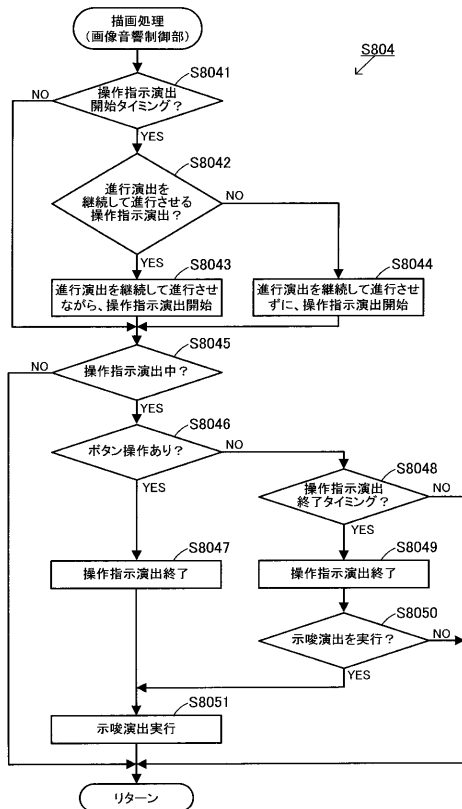 描画処理
(画像音響制御部)
S804
S8041
操作指示演出
開始タイミング?
NO
YES
S8042
進行演出を
継続して進行させる
操作指示演出?
NO
YES
S8043
進行演出を継続して進行させ
ながら、操作指示演出開始
S8044
進行演出を継続して進行さ
せずに、操作指示演出開始
S8045
操作指示演出中?
NO
YES
S8046
ボタン操作あり?
NO
YES
S8048
操作指示演出
終了タイミング?
NO
YES
S8047
操作指示演出終了
S8049
操作指示演出終了
S8050
示唆演出を実行?
NO
YES
S8051
示唆演出実行
リターン